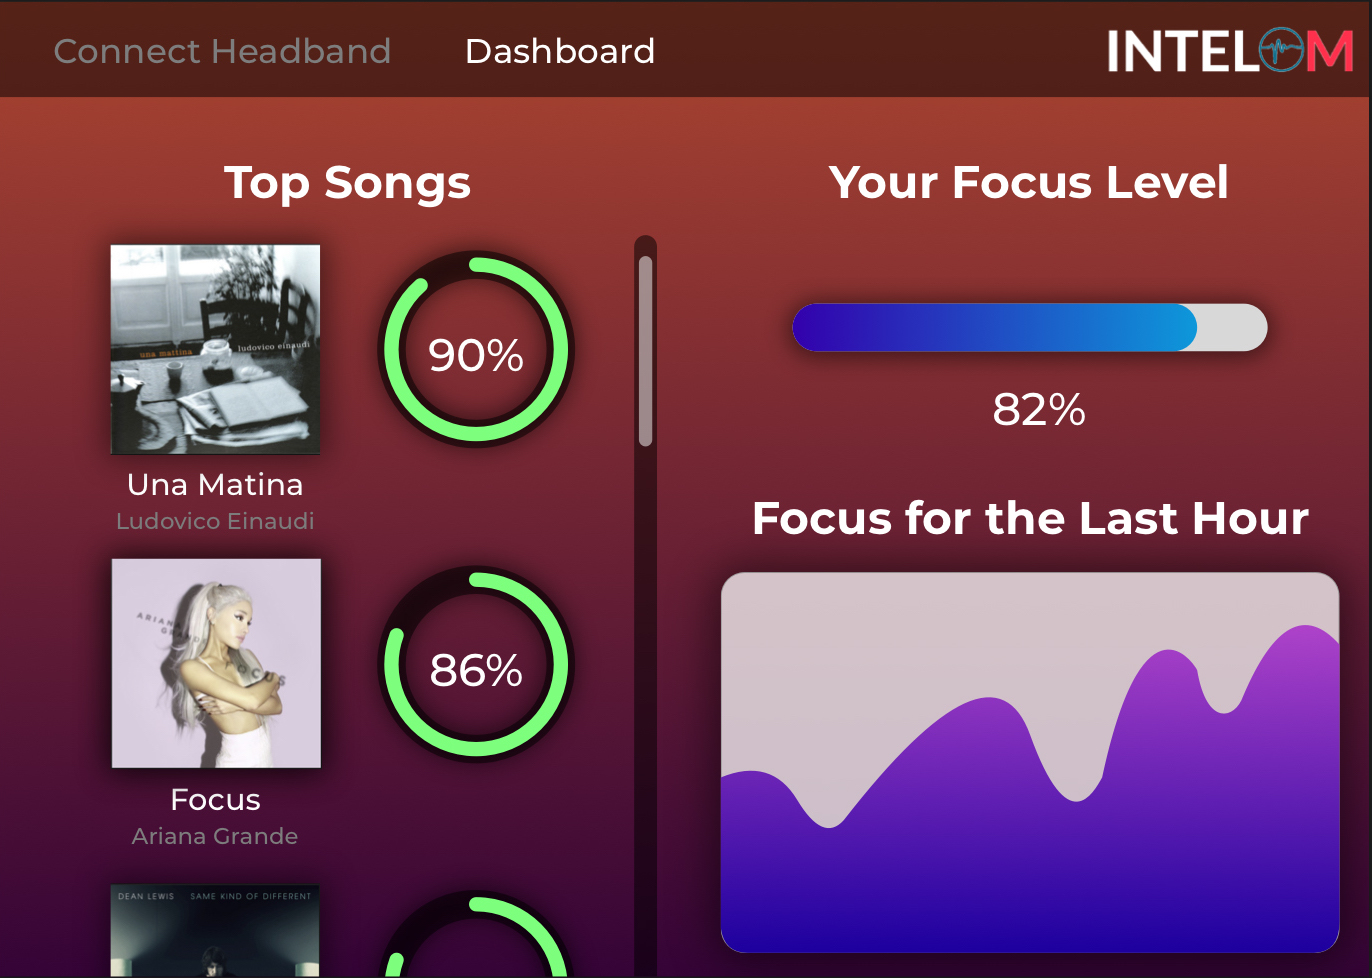 Connect Headband
Dashboard
INTELOM
Top Songs
una mattina
ludovico einaudi
90%
Una Matina
Ludovico Einaudi
ARIANA
GRANDE
FOCUS
86%
Focus
Ariana Grande
DEAN LEWIS
SAME KIND OF DIFFERENT
Your Focus Level
82%
Focus for the Last Hour